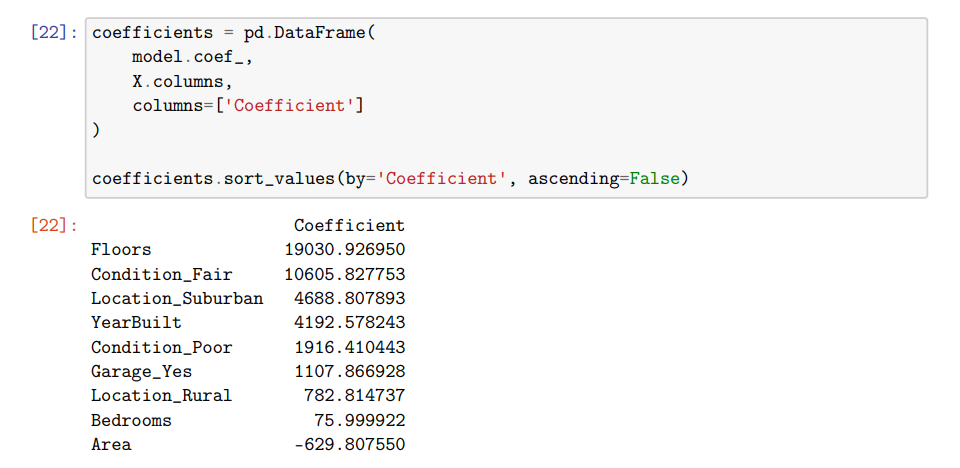 [22]: coefficients = pd.DataFrame(
    model.coef_,
    X.columns,
    columns=['Coefficient']
)

coefficients.sort_values(by='Coefficient', ascending=False)
[22]:                    Coefficient
Floors             19030.926950
Condition_Fair     10605.827753
Location_Suburban   4688.807893
YearBuilt           4192.578243
Condition_Poor      1916.410443
Garage_Yes          1107.866928
Location_Rural       782.814737
Bedrooms              75.999922
Area                -629.807550